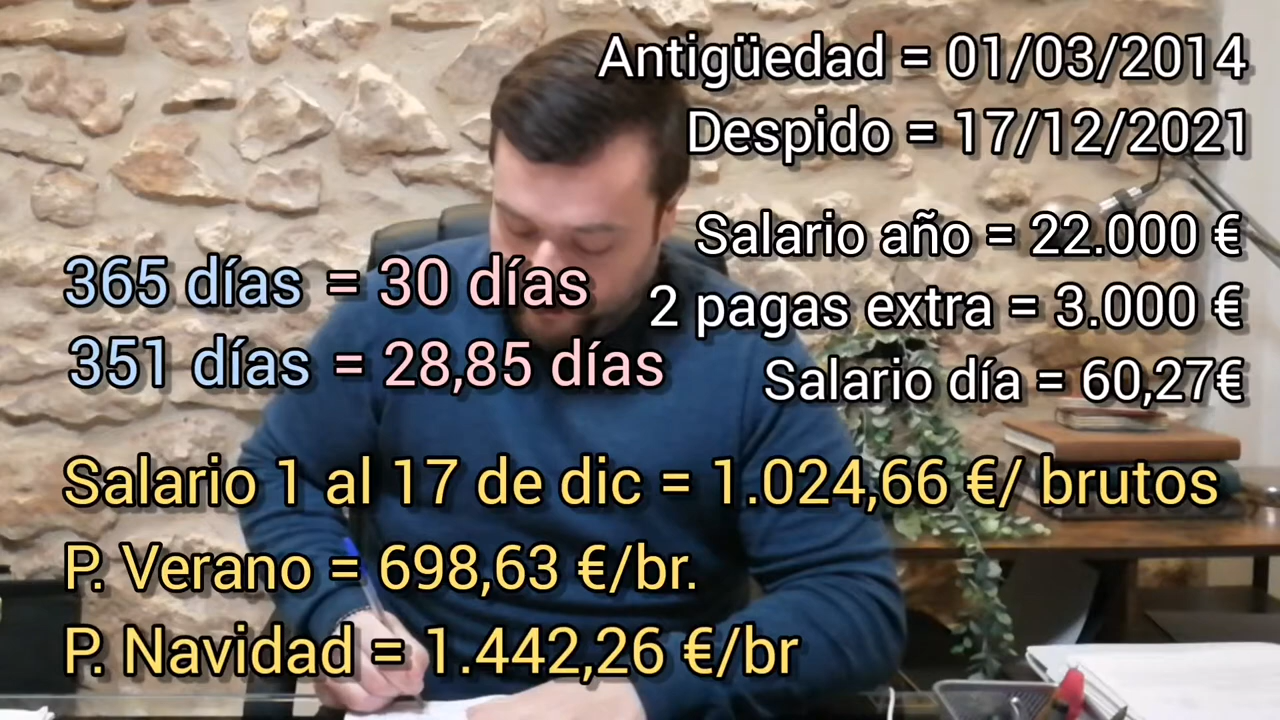 Antigüedad = 01/03/2014
Despido = 17/12/2021
Salario año = 22.000 €
2 pagas extra = 3.000 €
Salario día = 60,27€
365 días = 30 días
351 días = 28,85 días
Salario 1 al 17 de dic = 1.024,66 €/ brutos
P. Verano = 698,63 €/br.
P. Navidad = 1.442,26 €/br